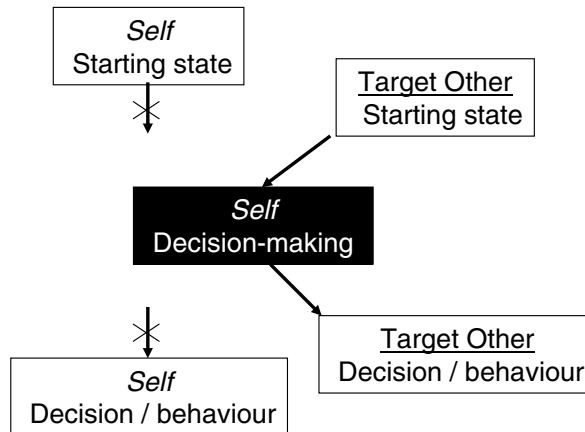 Self
Starting state
Target Other
Starting state
Self
Decision-making
Target Other
Decision / behaviour
Self
Decision / behaviour